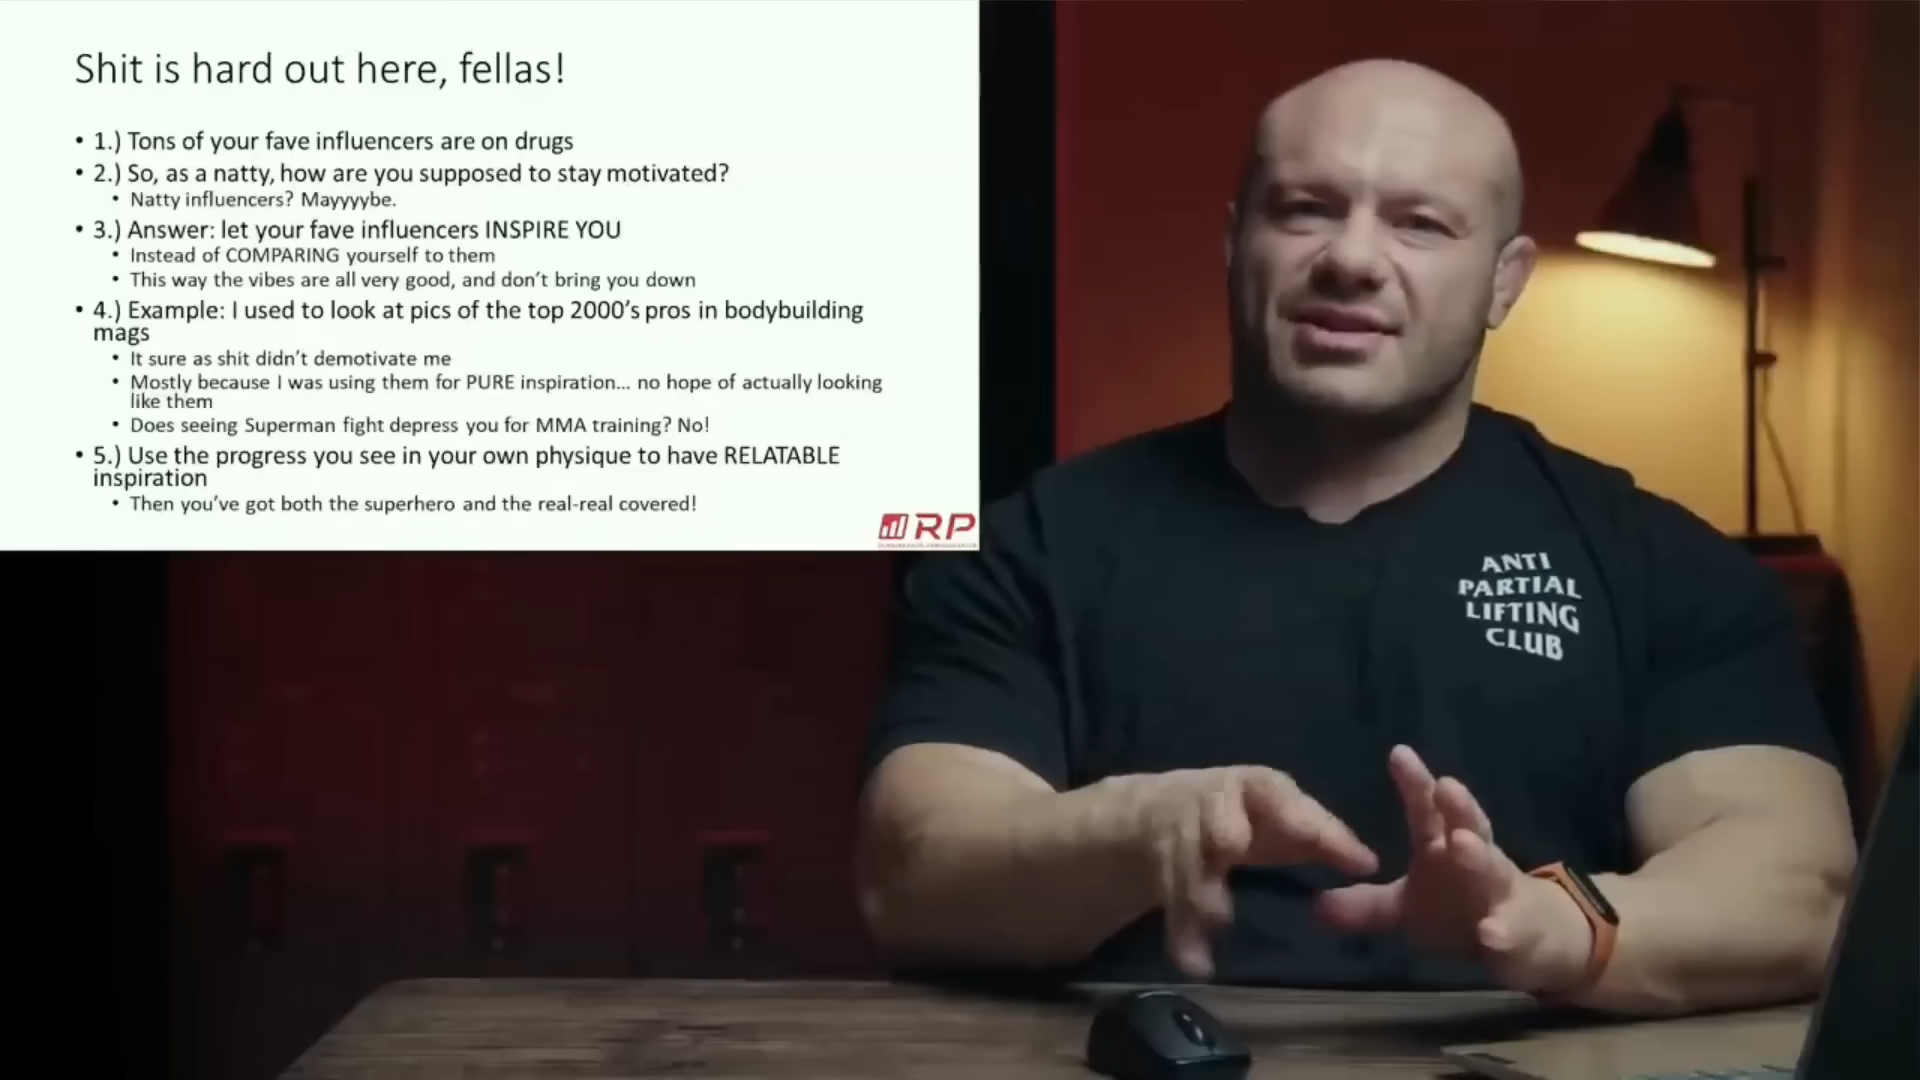 Shit is hard out here, fellas!
• 1.) Tons of your fave influencers are on drugs
• 2.) So, as a natty, how are you supposed to stay motivated?
• Natty influencers? Mayyyybe.
• 3.) Answer: let your fave influencers INSPIRE YOU
• Instead of COMPARING yourself to them
• This way the vibes are all very good, and don't bring you down
• 4.) Example: I used to look at pics of the top 2000's pros in bodybuilding
mags
• It sure as shit didn't demotivate me
• Mostly because I was using them for PURE inspiration... no hope of actually looking
like them
• Does seeing Superman fight depress you for MMA training? No!
• 5.) Use the progress you see in your own physique to have RELATABLE
inspiration
• Then you've got both the superhero and the real-real covered!
RP
ANTI
PARTIAL
LIFTING
CLUB